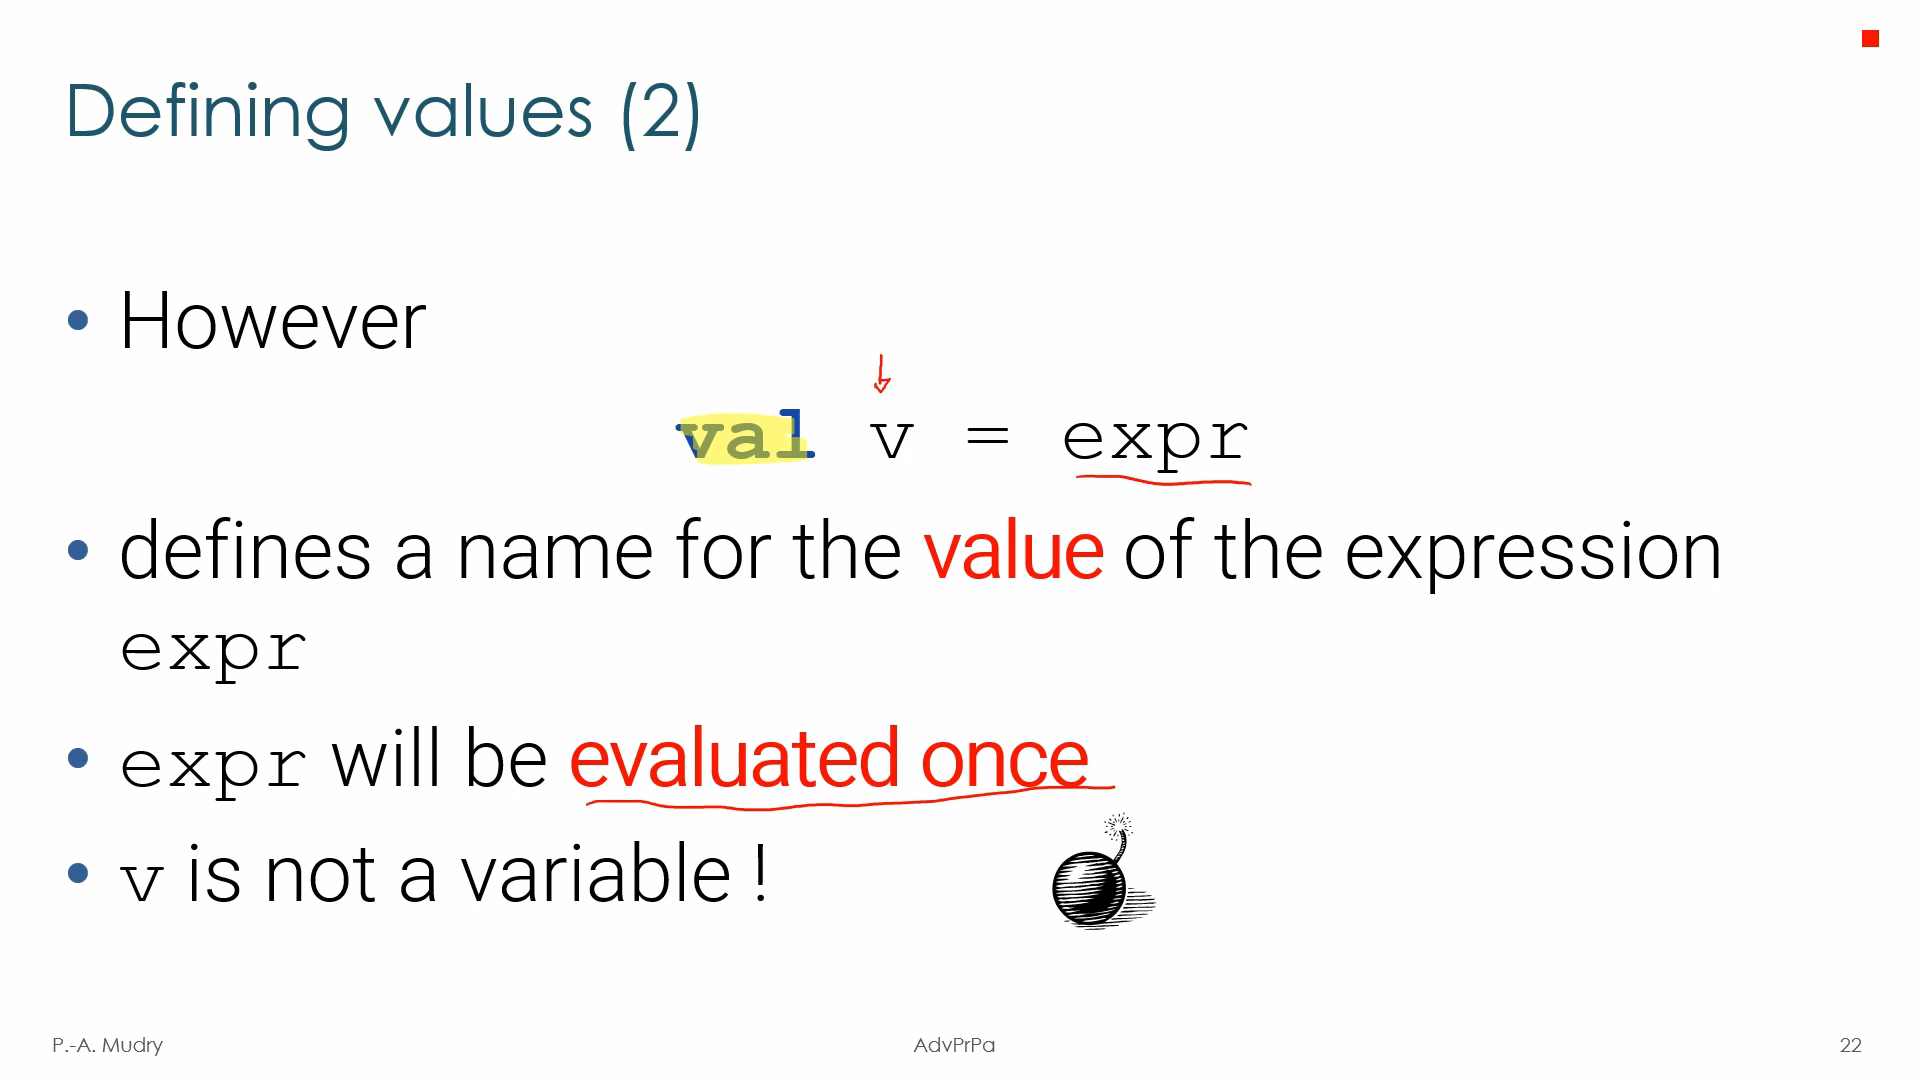 Defining values (2)
• However
val v = expr
• defines a name for the value of the expression
expr
• expr will be evaluated once
• v is not a variable !
P.-A. Mudry AdvPrPa 22